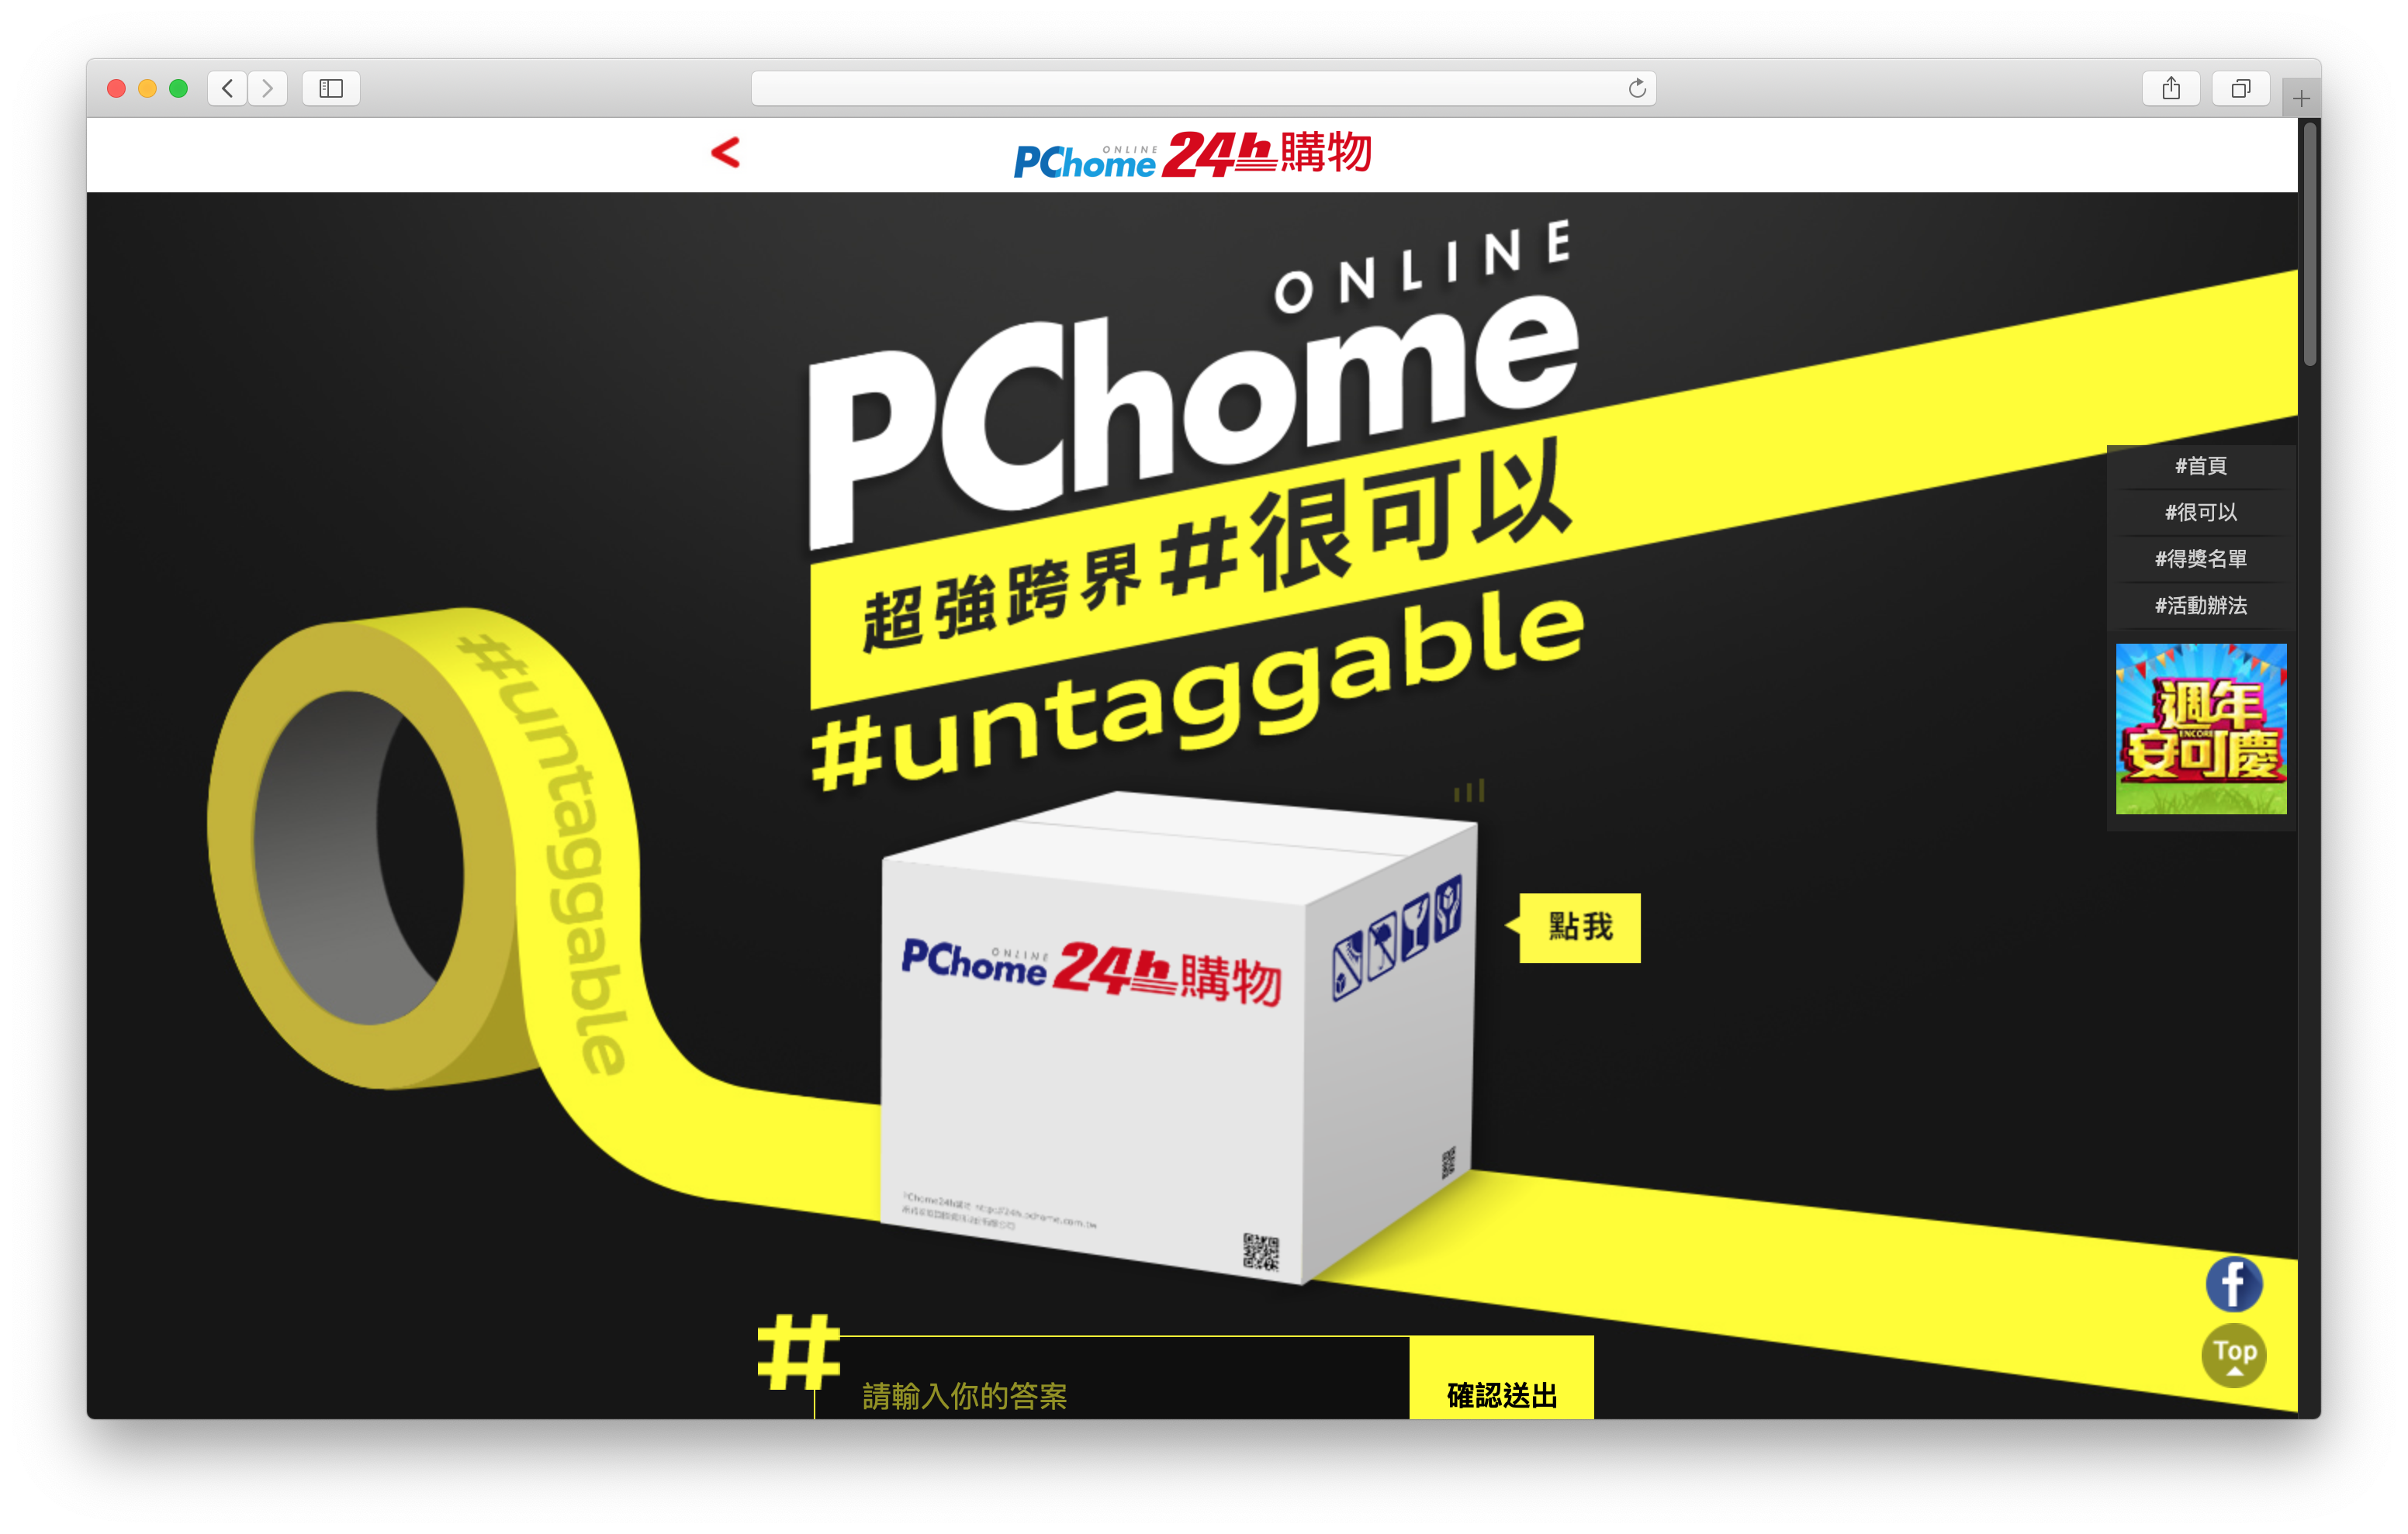 PChome ONLINE 24h購物
ONLINE
PChome
超強跨界#很可以
#untaggable
#untaggable
#首頁
#很可以
#得獎名單
#活動辦法
週年
ENCORE
安可慶
PChome ONLINE 24h購物
點我
#
請輸入你的答案
確認送出
f
Top